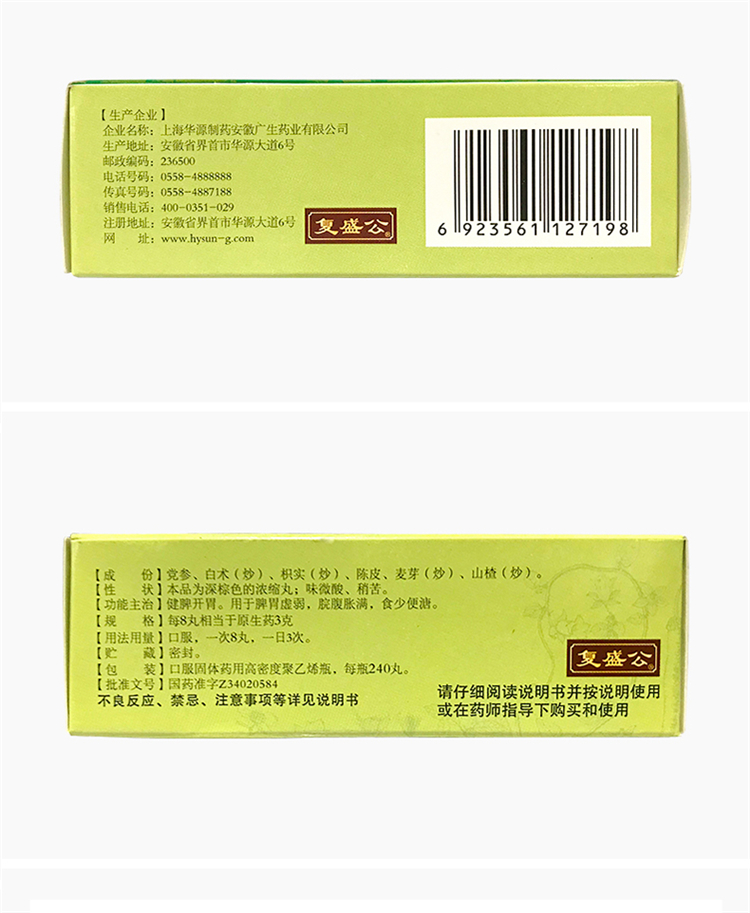 【生产企业】
企业名称：上海华源制药安徽广生药业有限公司
生产地址：安徽省界首市华源大道6号
邮政编码：236500
电话号码：0558-4888888
传真号码：0558-4887188
销售电话：400-0351-029
注册地址：安徽省界首市华源大道6号
网 址：www.hysun-g.com
复盛公®
6 923561 127198
【成 份】党参、白术（炒）、枳实（炒）、陈皮、麦芽（炒）、山楂（炒）。
【性 状】本品为深棕色的浓缩丸；味微酸、稍苦。
【功能主治】健脾开胃。用于脾胃虚弱，脘腹胀满，食少便溏。
【规 格】每8丸相当于原生药3克
【用法用量】口服，一次8丸，一日3次。
【贮 藏】密封。
【包 装】口服固体药用高密度聚乙烯瓶，每瓶240丸。
【批准文号】国药准字Z34020584
不良反应、禁忌、注意事项等详见说明书
复盛公®
请仔细阅读说明书并按说明使用
或在药师指导下购买和使用